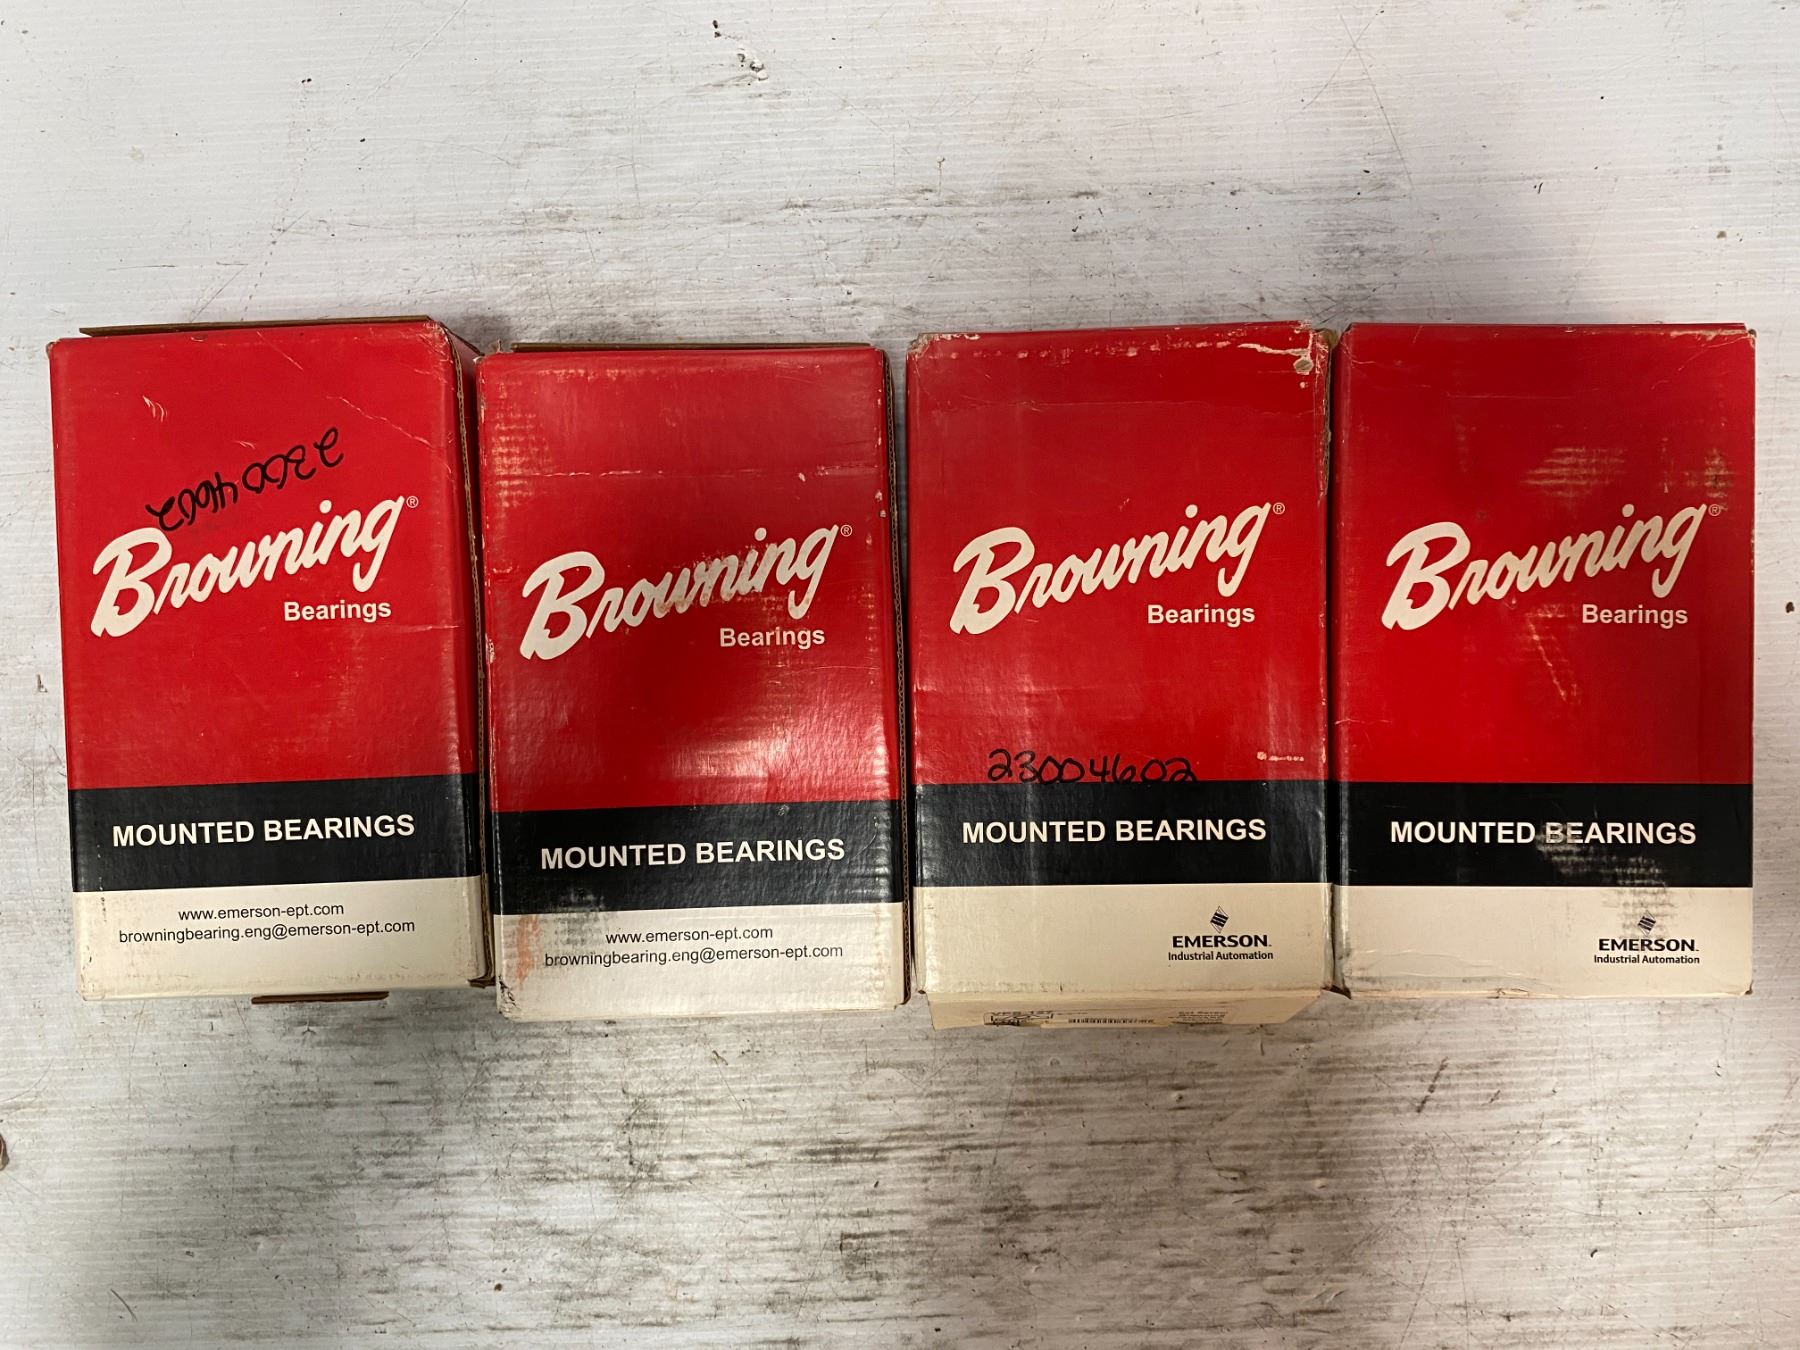 23004602
Browning®
Bearings
MOUNTED BEARINGS
www.emerson-ept.com
browningbearing.eng@emerson-ept.com
Browning®
Bearings
MOUNTED BEARINGS
www.emerson-ept.com
browningbearing.eng@emerson-ept.com
Browning®
Bearings
23004602
MOUNTED BEARINGS
EMERSON™
Industrial Automation
Browning®
Bearings
MOUNTED BEARINGS
EMERSON™
Industrial Automation